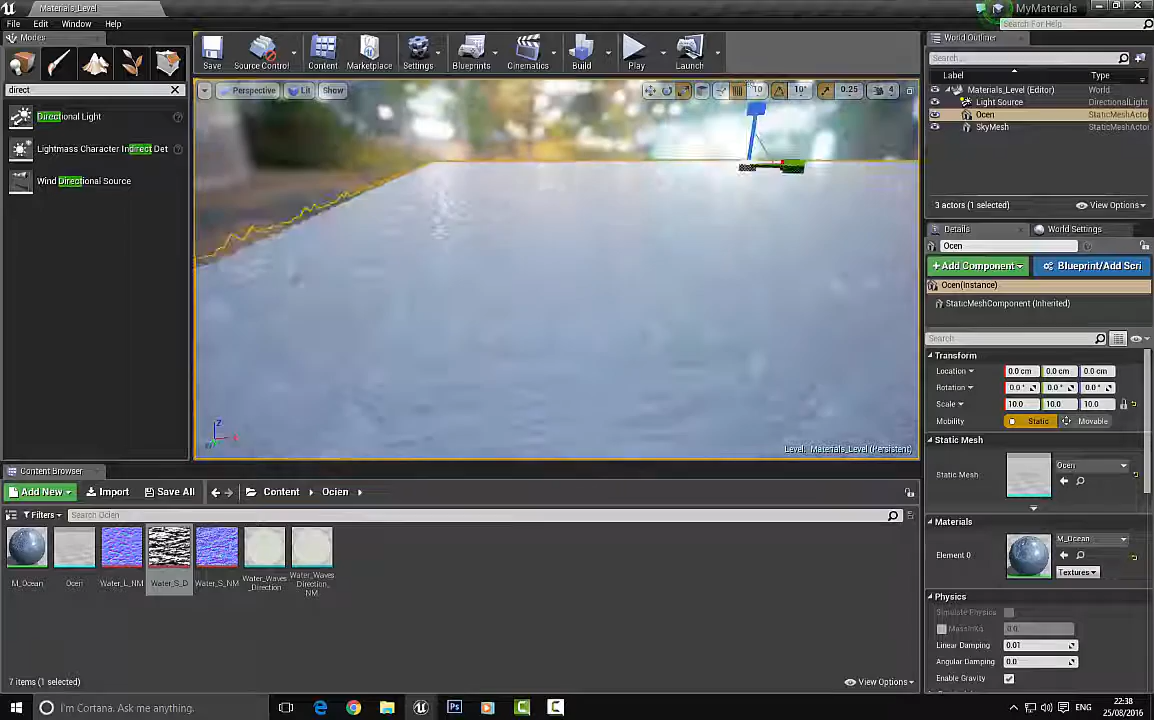 Materials_Level
MyMaterials
File Edit Window Help
Search For Help
Modes
direct
Directional Light
Lightmass Character Indirect Det
Wind Directional Source
Save
Source Control
Content
Marketplace
Settings
Blueprints
Cinematics
Build
Play
Launch
Perspective
Lit
Show
10
10°
0.25
4
Z
Level: Materials_Level (Persistent)
World Outliner
Search...
Label Type
Materials_Level (Editor) World
Light Source DirectionalLight
Ocen StaticMeshActo
SkyMesh StaticMeshActo
3 actors (1 selected)
View Options
Details
World Settings
Ocen
+Add Component
Blueprint/Add Scri
Ocen(Instance)
StaticMeshComponent (Inherited)
Search...
Transform
Location 0.0 cm 0.0 cm 0.0 cm
Rotation 0.0 ° 0.0 ° 0.0 °
Scale 10.0 10.0 10.0
Mobility Static Movable
Static Mesh
Static Mesh Ocen
Materials
Element 0 M_Ocean
Textures
Physics
Simulate Physics
MassInKg 0.0
Linear Damping 0.01
Angular Damping 0.0
Enable Gravity
Content Browser
Add New
Import
Save All
Content
Ocien
Filters
Search Ocien
M_Ocean
Ocen
Water_L_NM
Water_S_D
Water_S_NM
Water_Waves
_Direction
Water_Waves_
Direction_
NM
7 items (1 selected)
View Options
I'm Cortana. Ask me anything.
ENG
22:38
25/08/2016